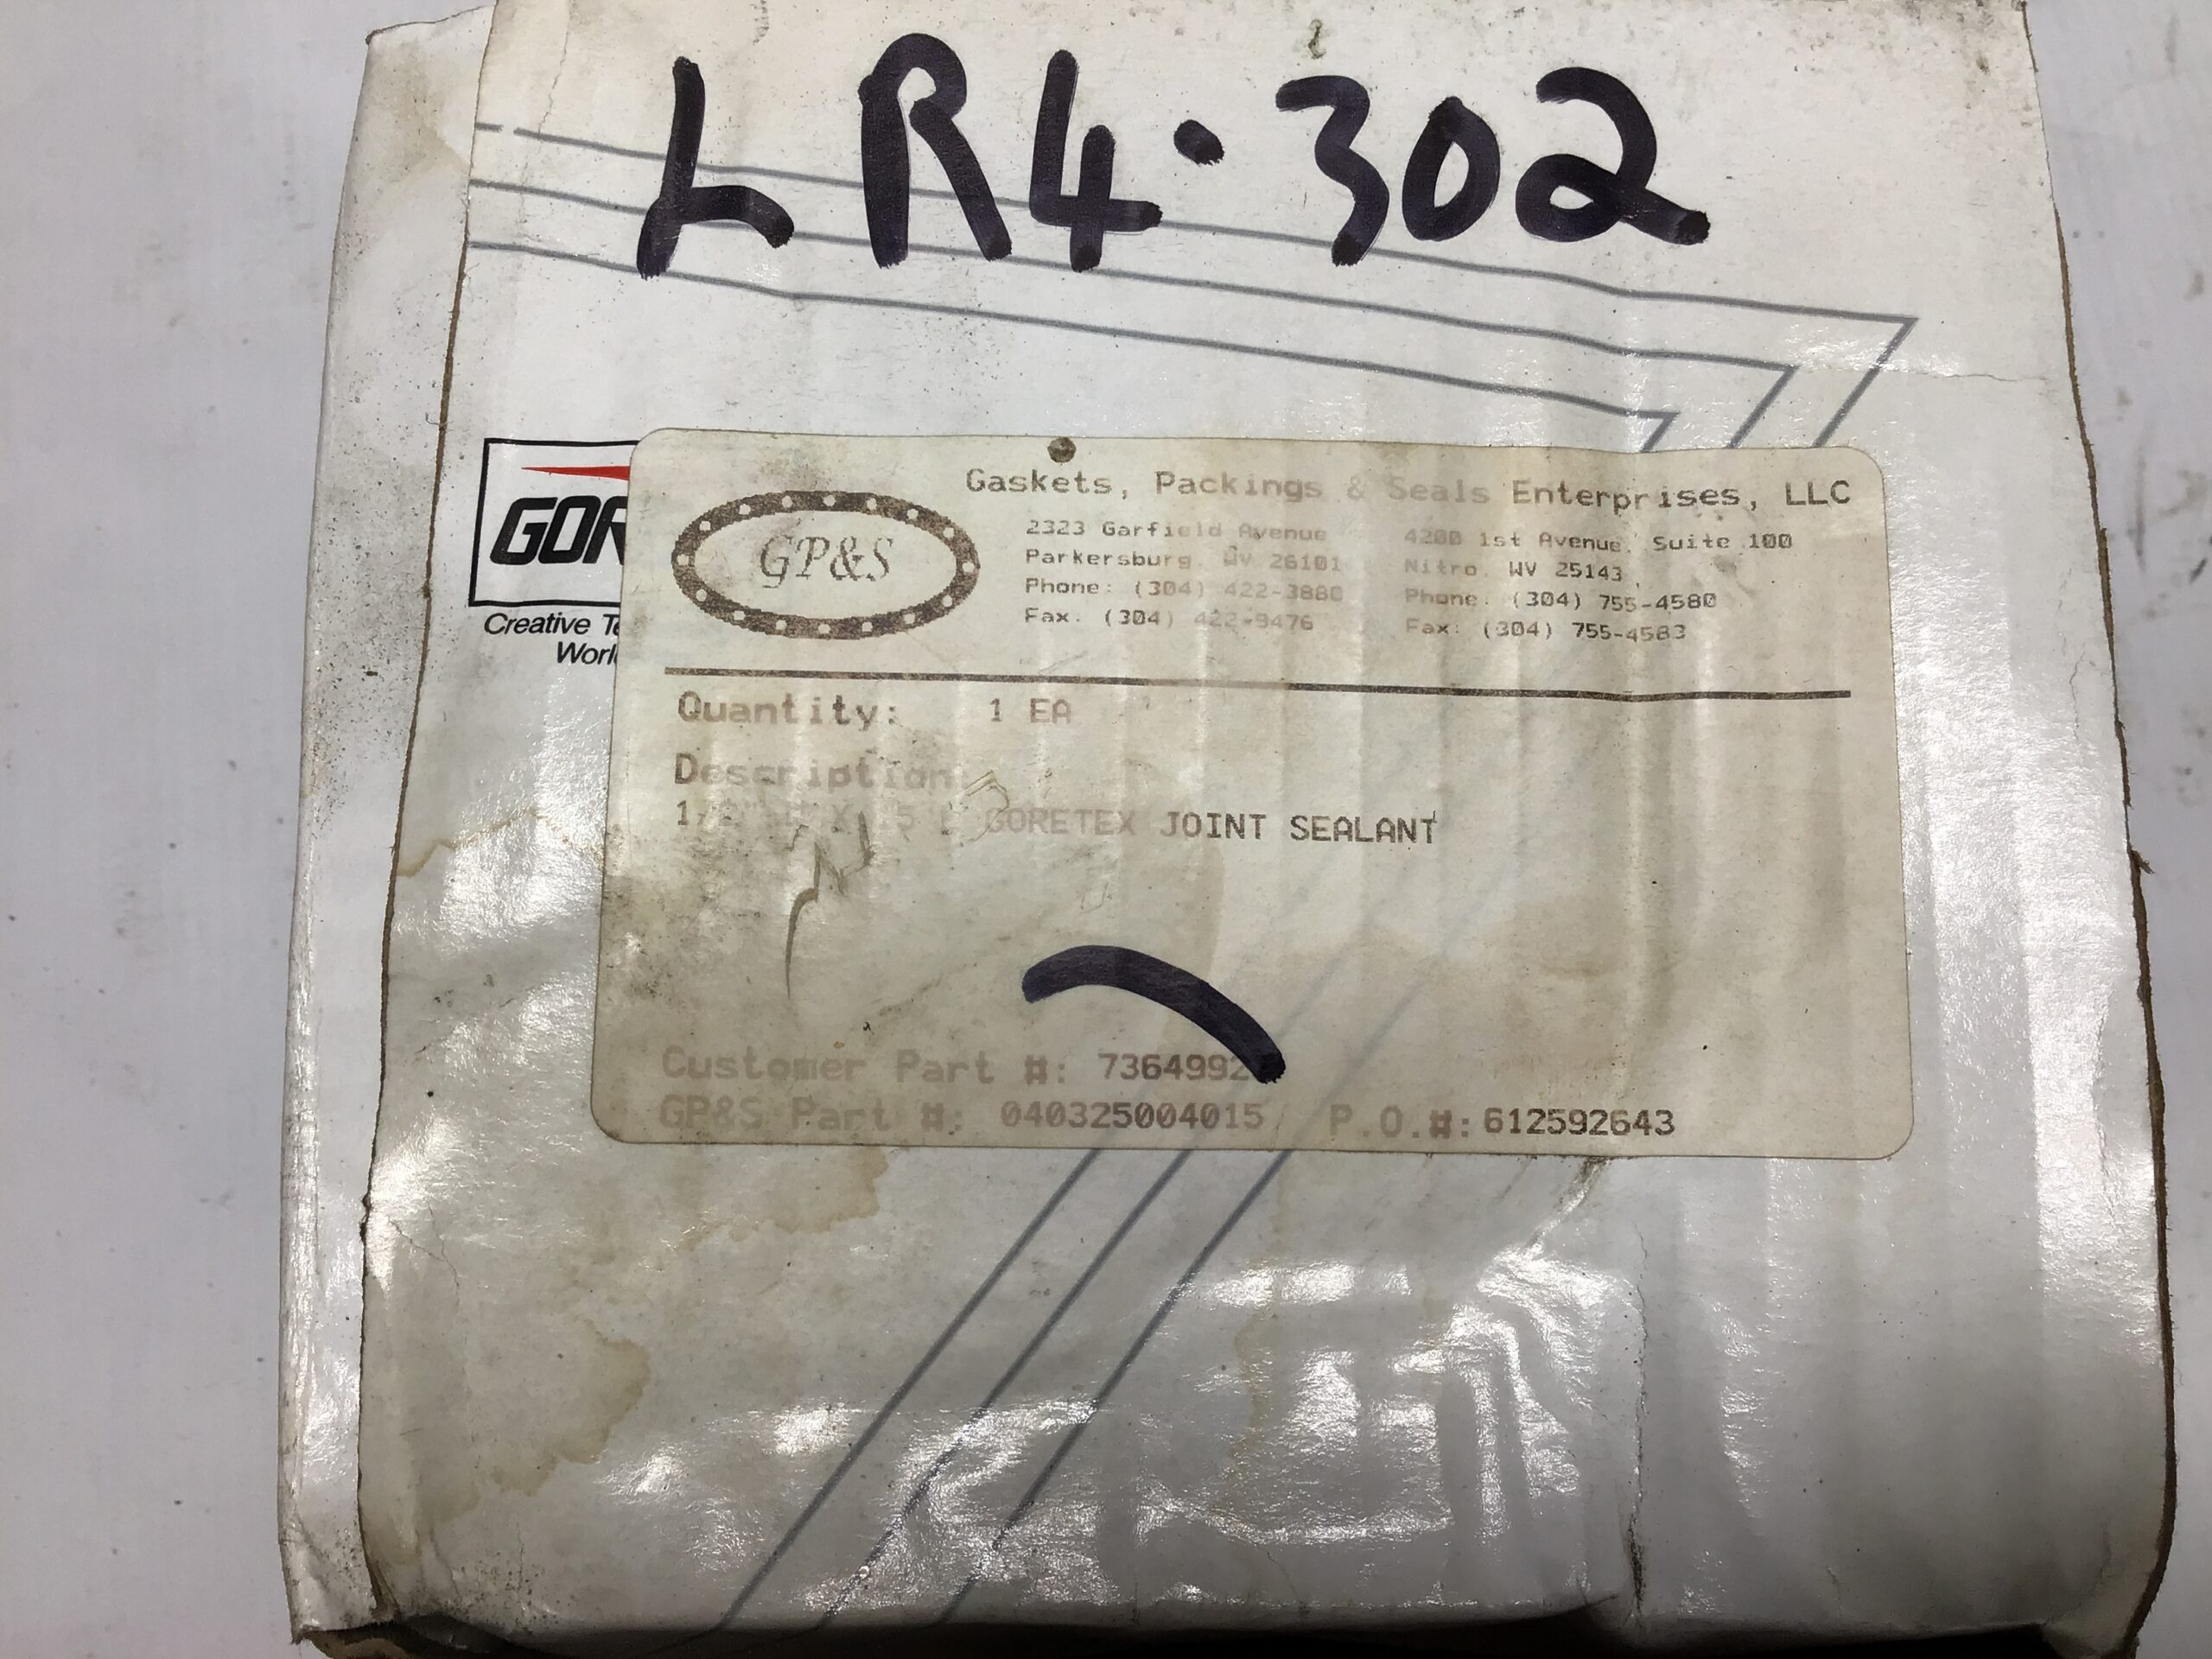 LR4.302
GOR
Creative Te
Worl
Gaskets, Packings & Seals Enterprises, LLC
GP&S
2323 Garfield Avenue
Parkersburg, WV 26101
Phone: (304) 422-3880
Fax: (304) 422-9476
4200 1st Avenue, Suite 100
Nitro, WV 25143
Phone: (304) 755-4580
Fax: (304) 755-4583
Quantity: 1 EA
Description:
GORETEX JOINT SEALANT
Customer Part #:
GP&S Part #: 040325004015 P.O.#: 612592643